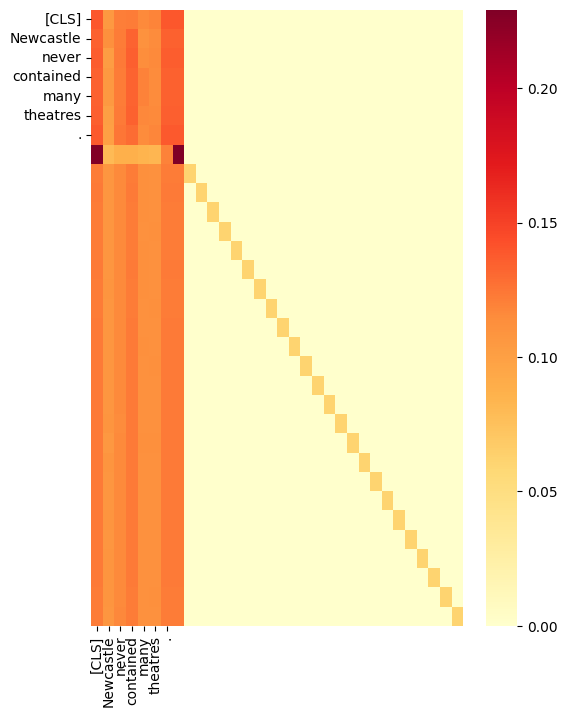 [CLS]
Newcastle
never
contained
many
theatres
.
0.20
0.15
0.10
0.05
0.00
[CLS]
Newcastle
never
contained
many
theatres
.